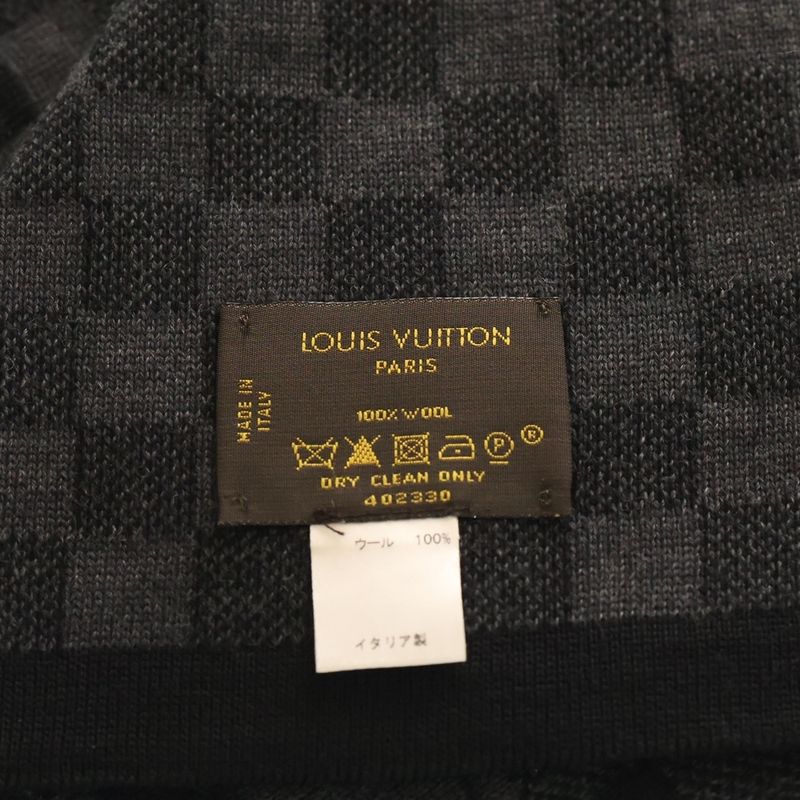 LOUIS VUITTON
PARIS
MADE IN
ITALY
100% WOOL
P ®
DRY CLEAN ONLY
402330
ウール 100%
イタリア製